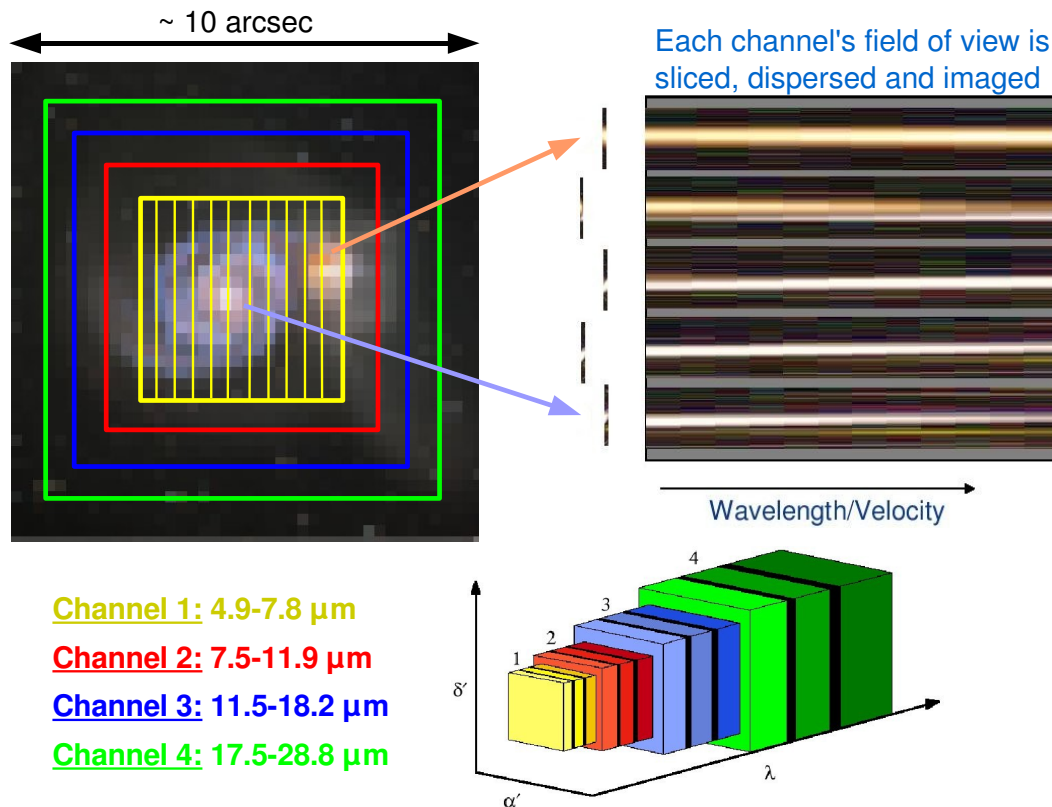 ~ 10 arcsec
Each channel's field of view is
sliced, dispersed and imaged
Wavelength/Velocity
Channel 1: 4.9-7.8 μm
Channel 2: 7.5-11.9 μm
Channel 3: 11.5-18.2 μm
Channel 4: 17.5-28.8 μm
4
3
2
1
δ′
α′
λ